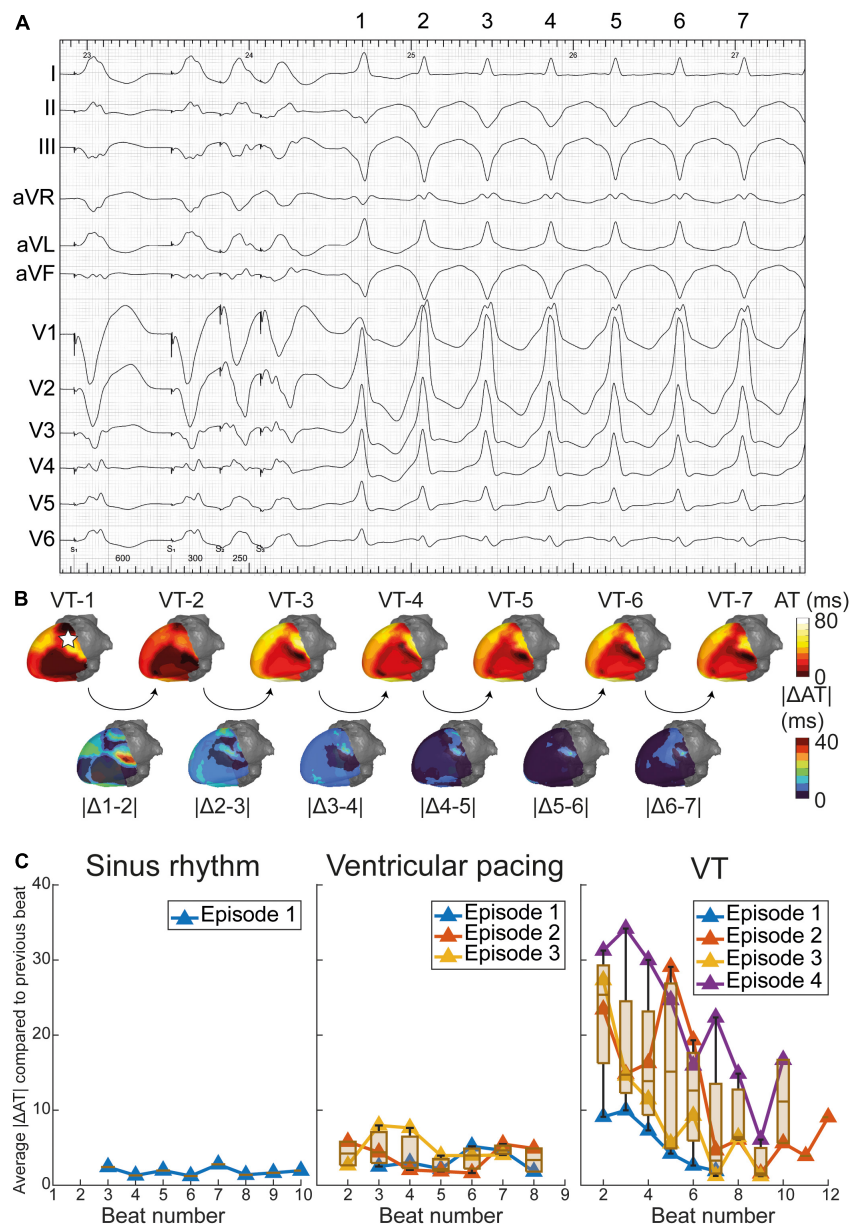 A
1 2 3 4 5 6 7
23 24 25 26 27
I
II
III
aVR
aVL
aVF
V1
V2
V3
V4
V5
V6
S₁ S₁ S₂ S₃
600 300 250
B
VT-1 VT-2 VT-3 VT-4 VT-5 VT-6 VT-7 AT (ms)
80
0
|ΔAT|
(ms)
40
0
|Δ1-2| |Δ2-3| |Δ3-4| |Δ4-5| |Δ5-6| |Δ6-7|
C
Sinus rhythm Ventricular pacing VT
Average |ΔAT| compared to previous beat
40
30
20
10
0
Episode 1
Episode 1
Episode 2
Episode 3
Episode 1
Episode 2
Episode 3
Episode 4
1 2 3 4 5 6 7 8 9 10
2 3 4 5 6 7 8 9
2 4 6 8 10 12
Beat number Beat number Beat number